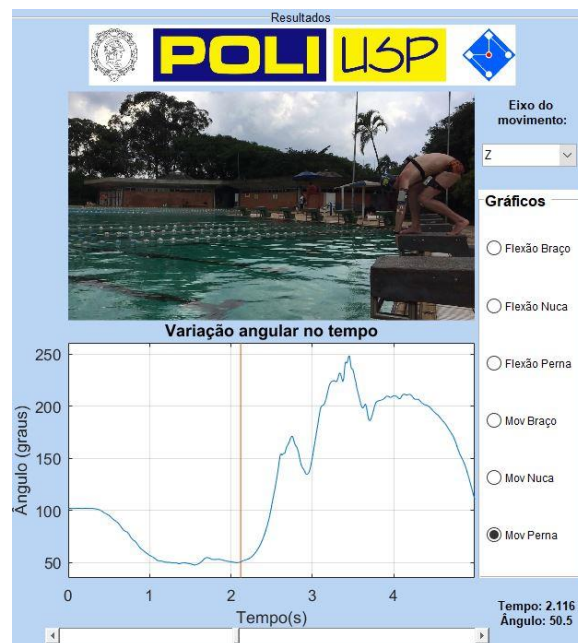 Resultados
POLI USP
Eixo do
movimento:
Z
Gráficos
Flexão Braço
Flexão Nuca
Flexão Perna
Mov Braço
Mov Nuca
Mov Perna
Variação angular no tempo
Ângulo (graus)
250
200
150
100
50
0 1 2 3 4
Tempo(s)
Tempo: 2.116
Ângulo: 50.5